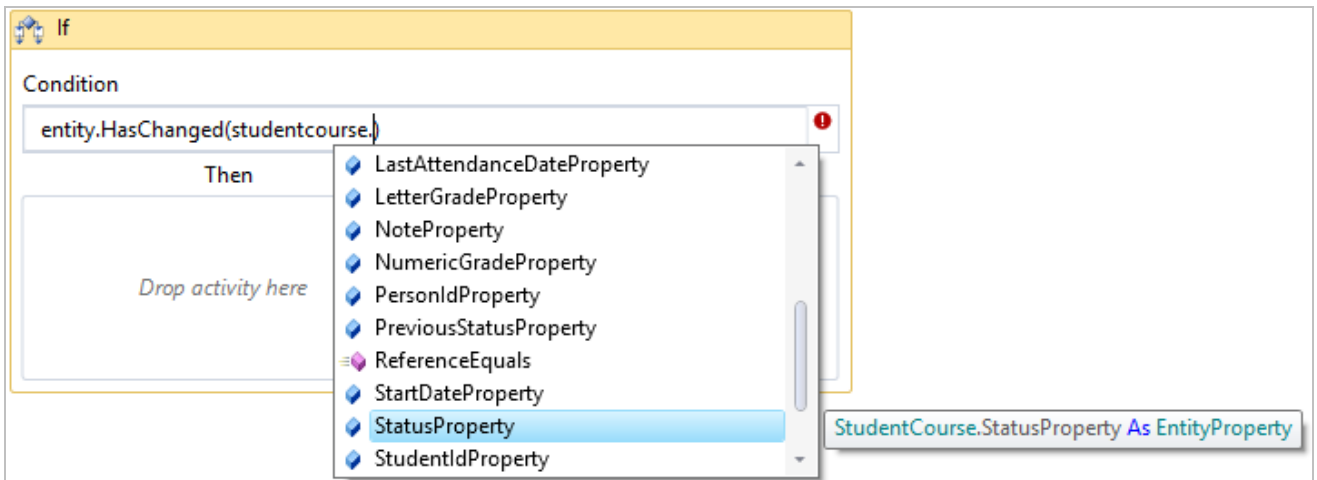 If
Condition
entity.HasChanged(studentcourse.)
Then
Drop activity here
LastAttendanceDateProperty
LetterGradeProperty
NoteProperty
NumericGradeProperty
PersonIdProperty
PreviousStatusProperty
ReferenceEquals
StartDateProperty
StatusProperty
StudentCourse.StatusProperty As EntityProperty
StudentIdProperty